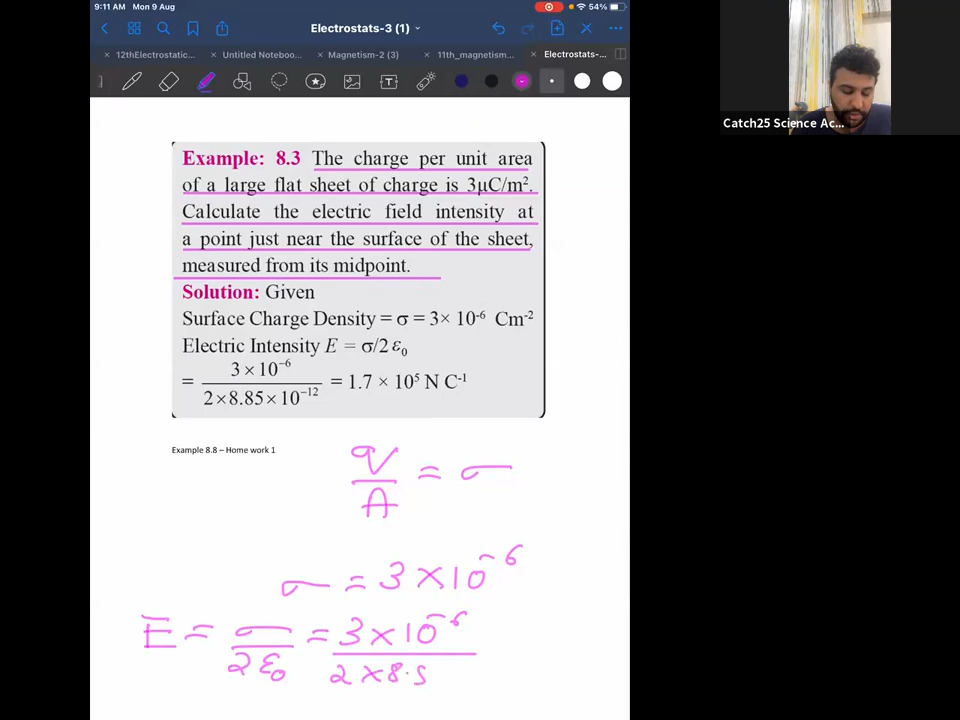 9:11 AM Mon 9 Aug
54%
Electrostats-3 (1)
12thElectrostatic...
Untitled Noteboo...
Magnetism-2 (3)
11th_magnetism...
Electrostats-...
Example: 8.3 The charge per unit area
of a large flat sheet of charge is 3μC/m².
Calculate the electric field intensity at
a point just near the surface of the sheet,
measured from its midpoint.
Solution: Given
Surface Charge Density = σ = 3× 10⁻⁶ Cm⁻²
Electric Intensity E = σ/2 ε₀
= 3 × 10⁻⁶ / 2×8.85×10⁻¹² = 1.7 × 10⁵ N C⁻¹
Example 8.8 – Home work 1
q/A = σ
σ = 3 × 10⁻⁶
E = σ/2ε₀ = 3 × 10⁻⁶ / 2 × 8.5
Catch25 Science Ac...